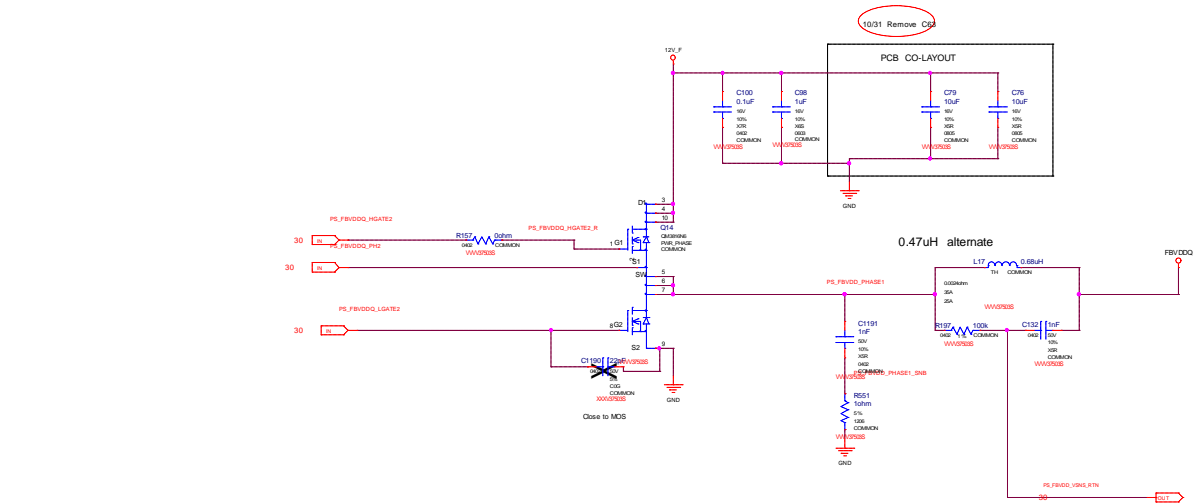 10/31 Remove C63
12V_F
PCB CO-LAYOUT
C100
0.1uF
16V
10%
X7R
0402
COMMON
C98
1uF
16V
10%
X6S
0603
COMMON
C79
10uF
16V
10%
X5R
0805
COMMON
C76
10uF
16V
10%
X5R
0805
COMMON
GND
D1
3
4
10
Q14
QM3816N6
PWR_PHASE
COMMON
PS_FBVDDQ_HGATE2
30 IN
R157 0ohm
0402 COMMON
PS_FBVDDQ_HGATE2_R
1 G1
S1
PS_FBVDDQ_PH2
30 IN
SW
5
6
7
PS_FBVDDQ_LGATE2
30 IN
8 G2
S2
9
C1190 22pF
0402 50V
5%
C0G
COMMON
Close to MOS
GND
PS_FBVDD_PHASE1
C1191
1nF
50V
10%
X5R
0402
COMMON
PS_FBVDD_PHASE1_SNB
R551
1ohm
5%
1206
COMMON
GND
0.47uH alternate
L17 0.68uH
TH COMMON
0.0024ohm
35A
25A
R197 100k
0402 1% COMMON
C132 1nF
0402 50V
10%
X5R
COMMON
FBVDDQ
PS_FBVDD_VSNS_RTN
30 OUT